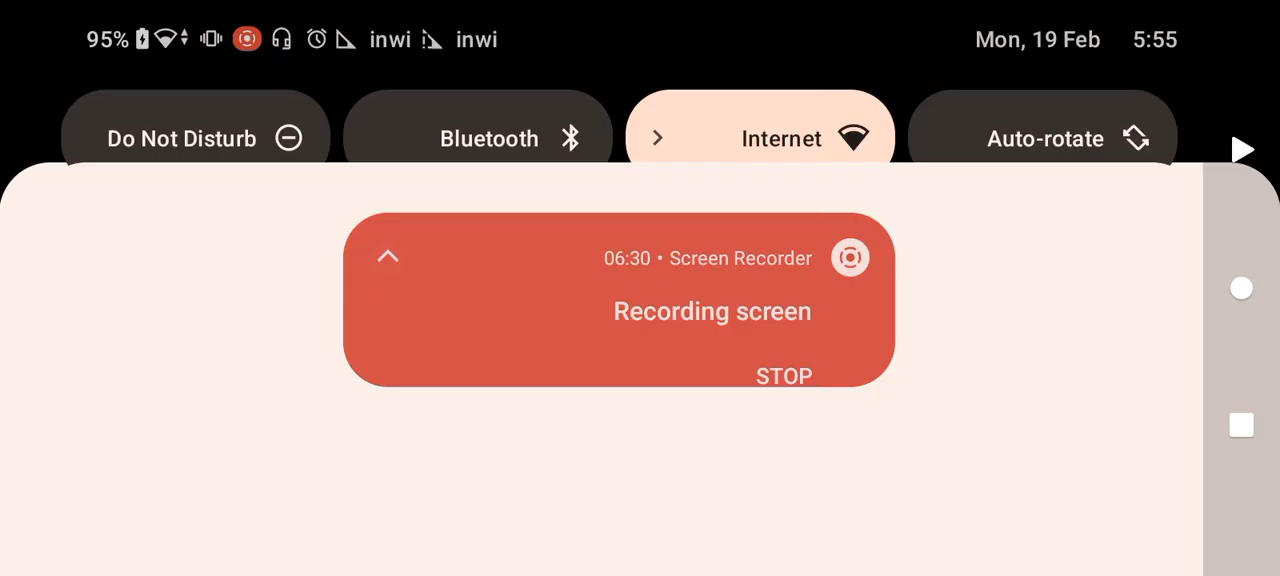 95% inwi inwi
Mon, 19 Feb 5:55
Do Not Disturb
Bluetooth
Internet
Auto-rotate
06:30 • Screen Recorder
Recording screen
STOP